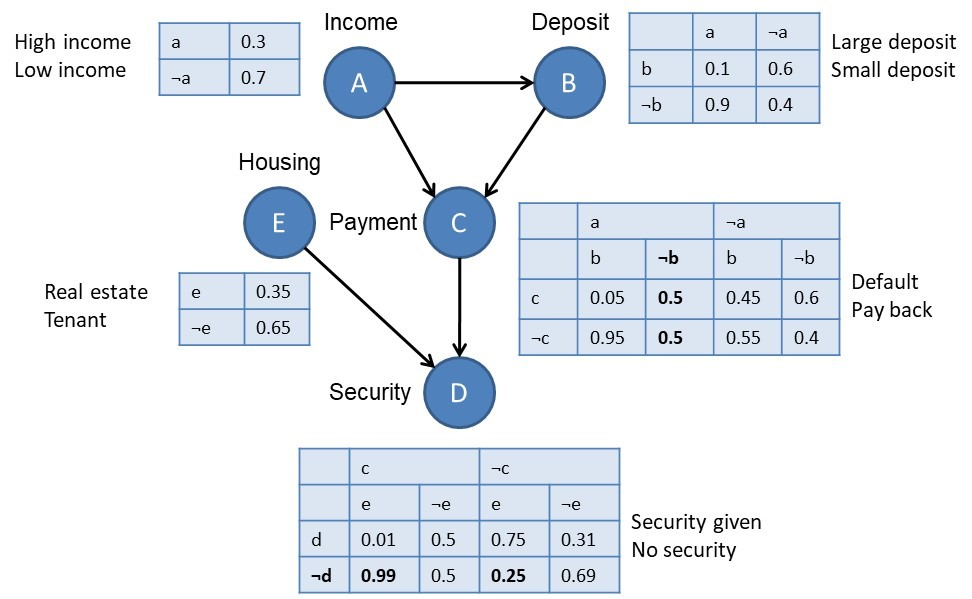 Income
Deposit
High income
Low income
a 0.3
¬a 0.7
A
B
a ¬a
b 0.1 0.6
¬b 0.9 0.4
Large deposit
Small deposit
Housing
E
Payment
C
Real estate
Tenant
e 0.35
¬e 0.65
a ¬a
b ¬b b ¬b
c 0.05 0.5 0.45 0.6
¬c 0.95 0.5 0.55 0.4
Default
Pay back
Security
D
c ¬c
e ¬e e ¬e
d 0.01 0.5 0.75 0.31
¬d 0.99 0.5 0.25 0.69
Security given
No security